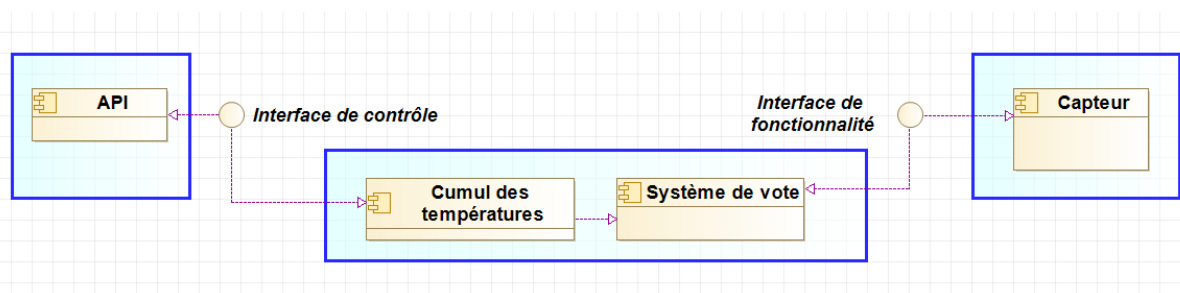 API
Interface de contrôle
Interface de
fonctionnalité
Capteur
Cumul des
températures
Système de vote